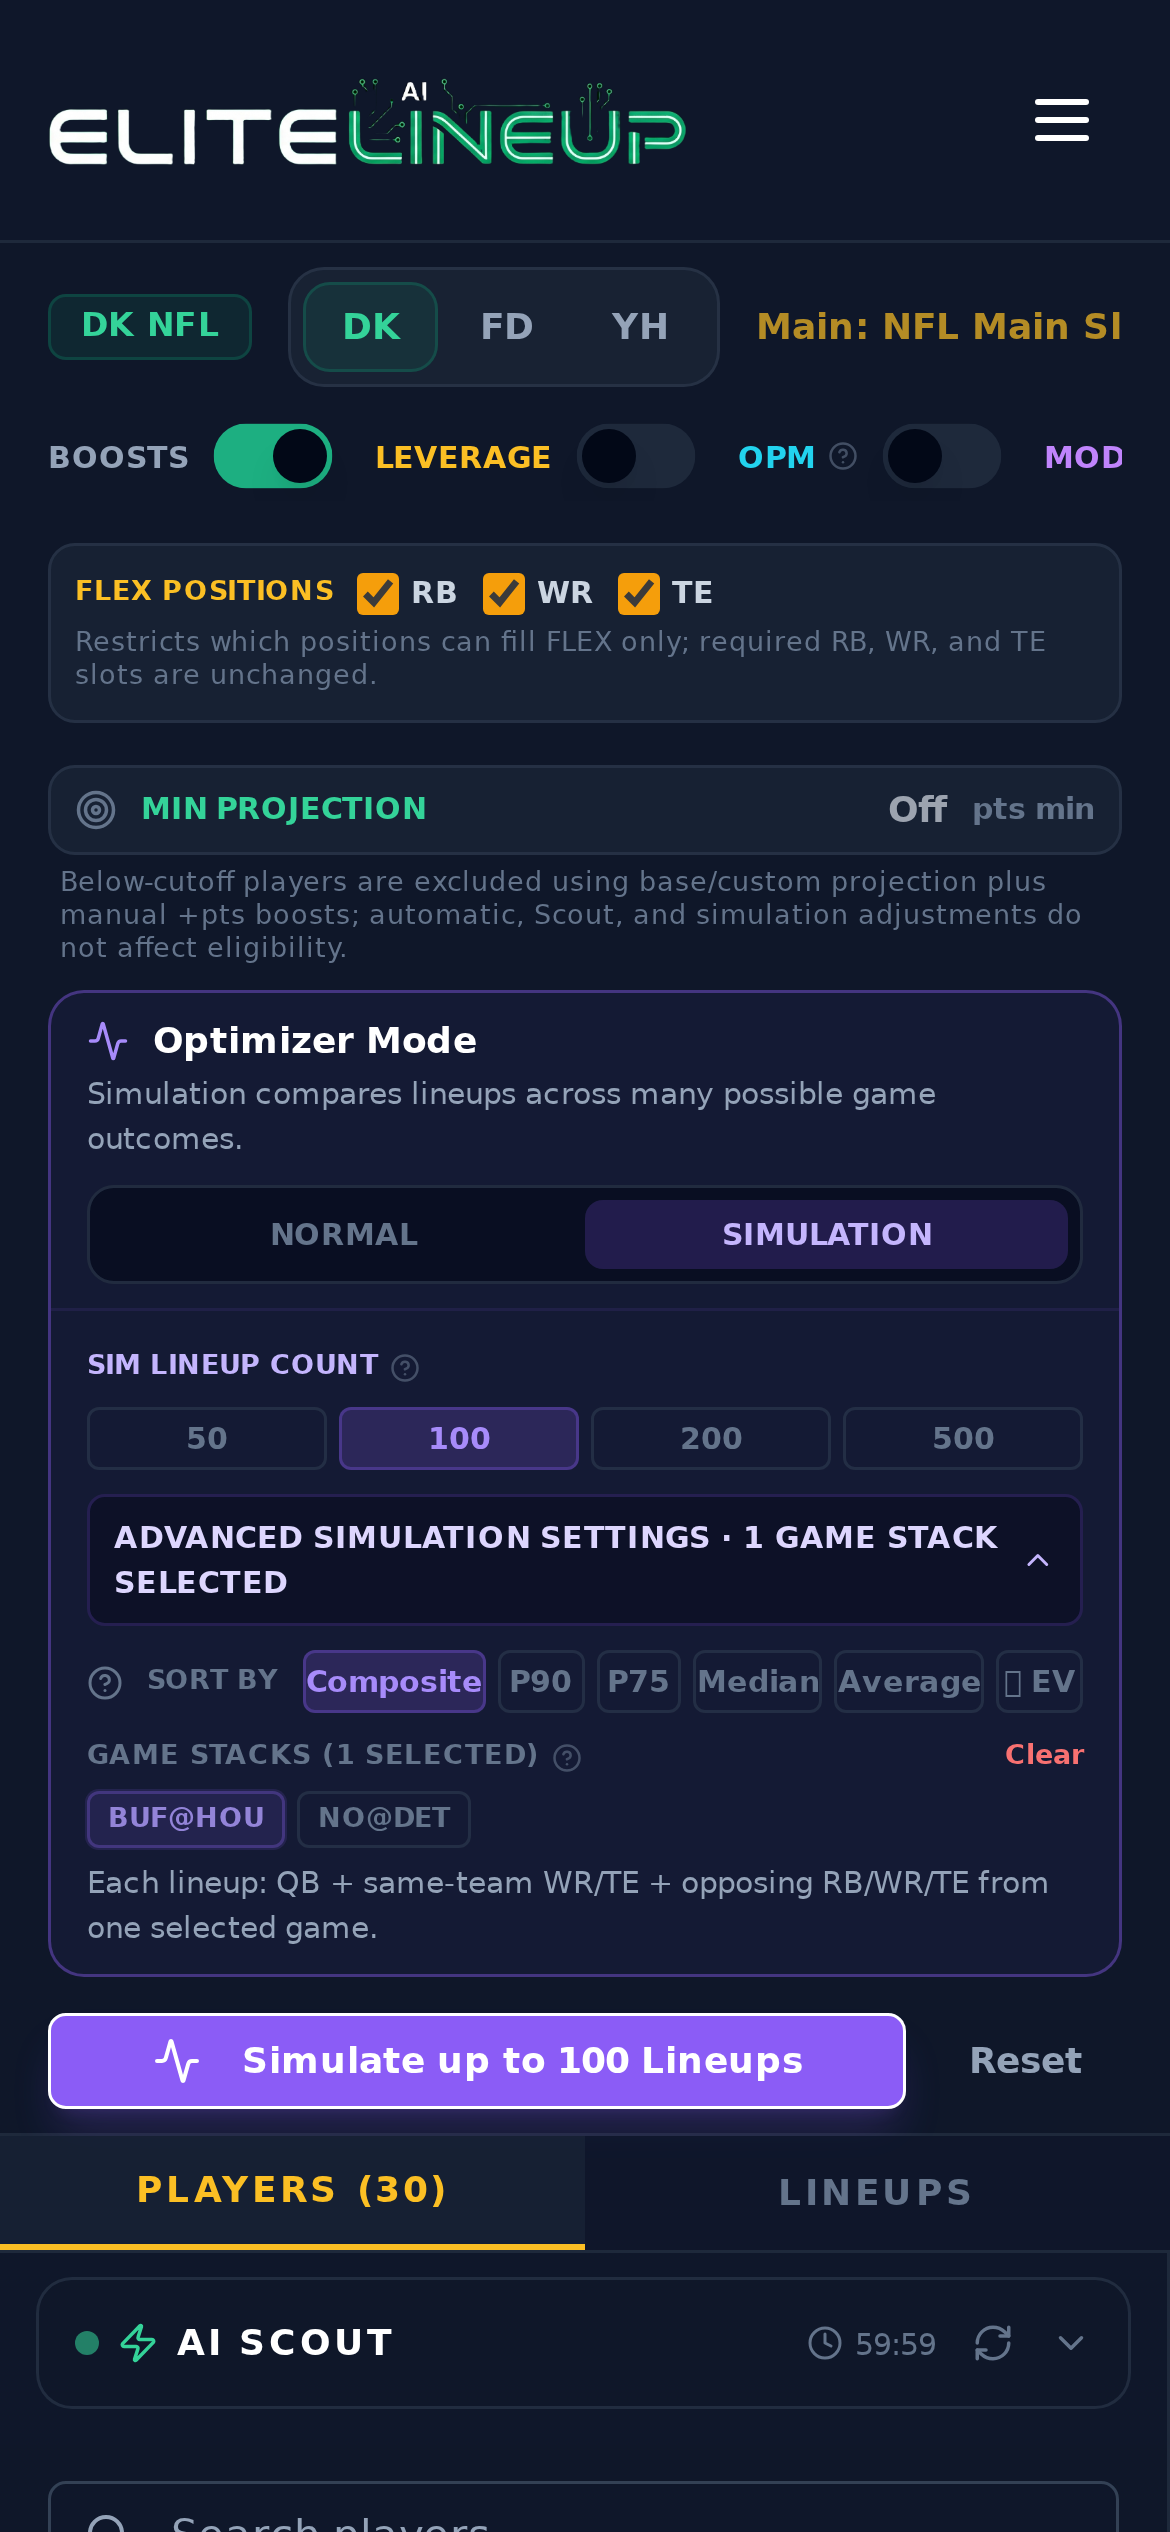 ELITE LINEUP AI
DK NFL DK FD YH Main: NFL Main Sl
BOOSTS LEVERAGE OPM MOD
FLEX POSITIONS RB WR TE
Restricts which positions can fill FLEX only; required RB, WR, and TE
slots are unchanged.
MIN PROJECTION Off pts min
Below-cutoff players are excluded using base/custom projection plus
manual +pts boosts; automatic, Scout, and simulation adjustments do
not affect eligibility.
Optimizer Mode
Simulation compares lineups across many possible game
outcomes.
NORMAL SIMULATION
SIM LINEUP COUNT
50 100 200 500
ADVANCED SIMULATION SETTINGS · 1 GAME STACK
SELECTED
SORT BY Composite P90 P75 Median Average EV
GAME STACKS (1 SELECTED) Clear
BUF@HOU NO@DET
Each lineup: QB + same-team WR/TE + opposing RB/WR/TE from
one selected game.
Simulate up to 100 Lineups Reset
PLAYERS (30) LINEUPS
AI SCOUT 59:59
Search players